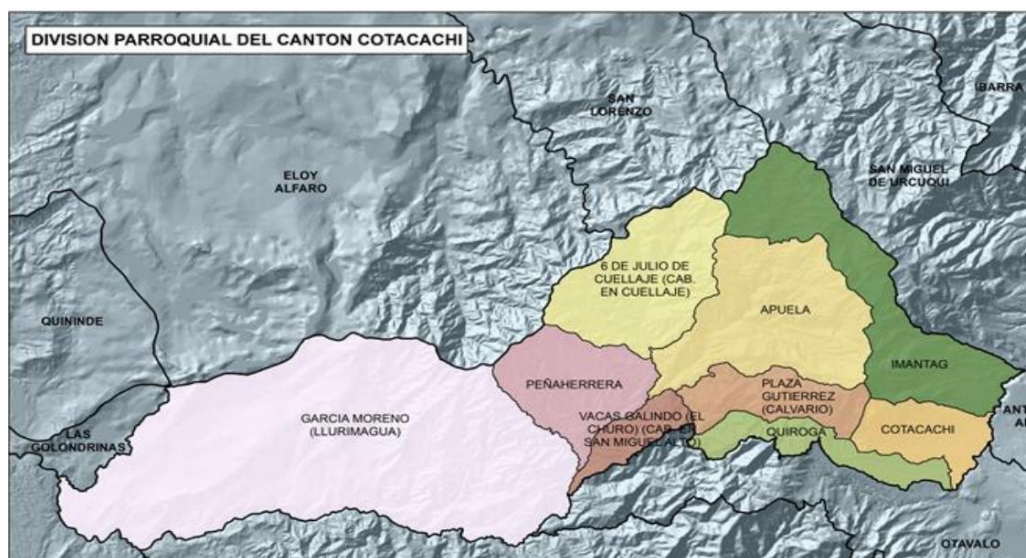 DIVISION PARROQUIAL DEL CANTON COTACACHI
BARRA
SAN
LORENZO
SAN MIGUEL
DE URCUQUI
ELOY
ALFARO
6 DE JULIO DE
CUELLAJE (CAB.
EN CUELLAJE)
APUELA
QUININDE
IMANTAG
PEÑAHERRERA
PLAZA
GUTIERREZ
(CALVARIO)
GARCIA MORENO
(LLURIMAGUA)
VACAS GALINDO (EL
CHURO) (CAB. EN
SAN MIGUEL ALTO)
QUIROGA
COTACACHI
ANT
LAS
GOLONDRINAS
OTAVALO